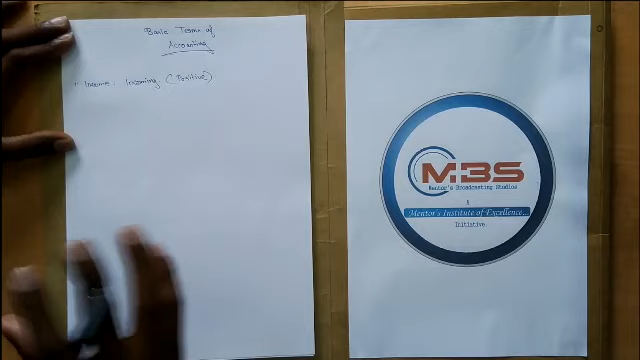 Basic Terms of
Accounting
* Income: Incoming (Positive)
MBS
Mentor's Broadcasting Studios
A
Mentor's Institute of Excellence...
Initiative